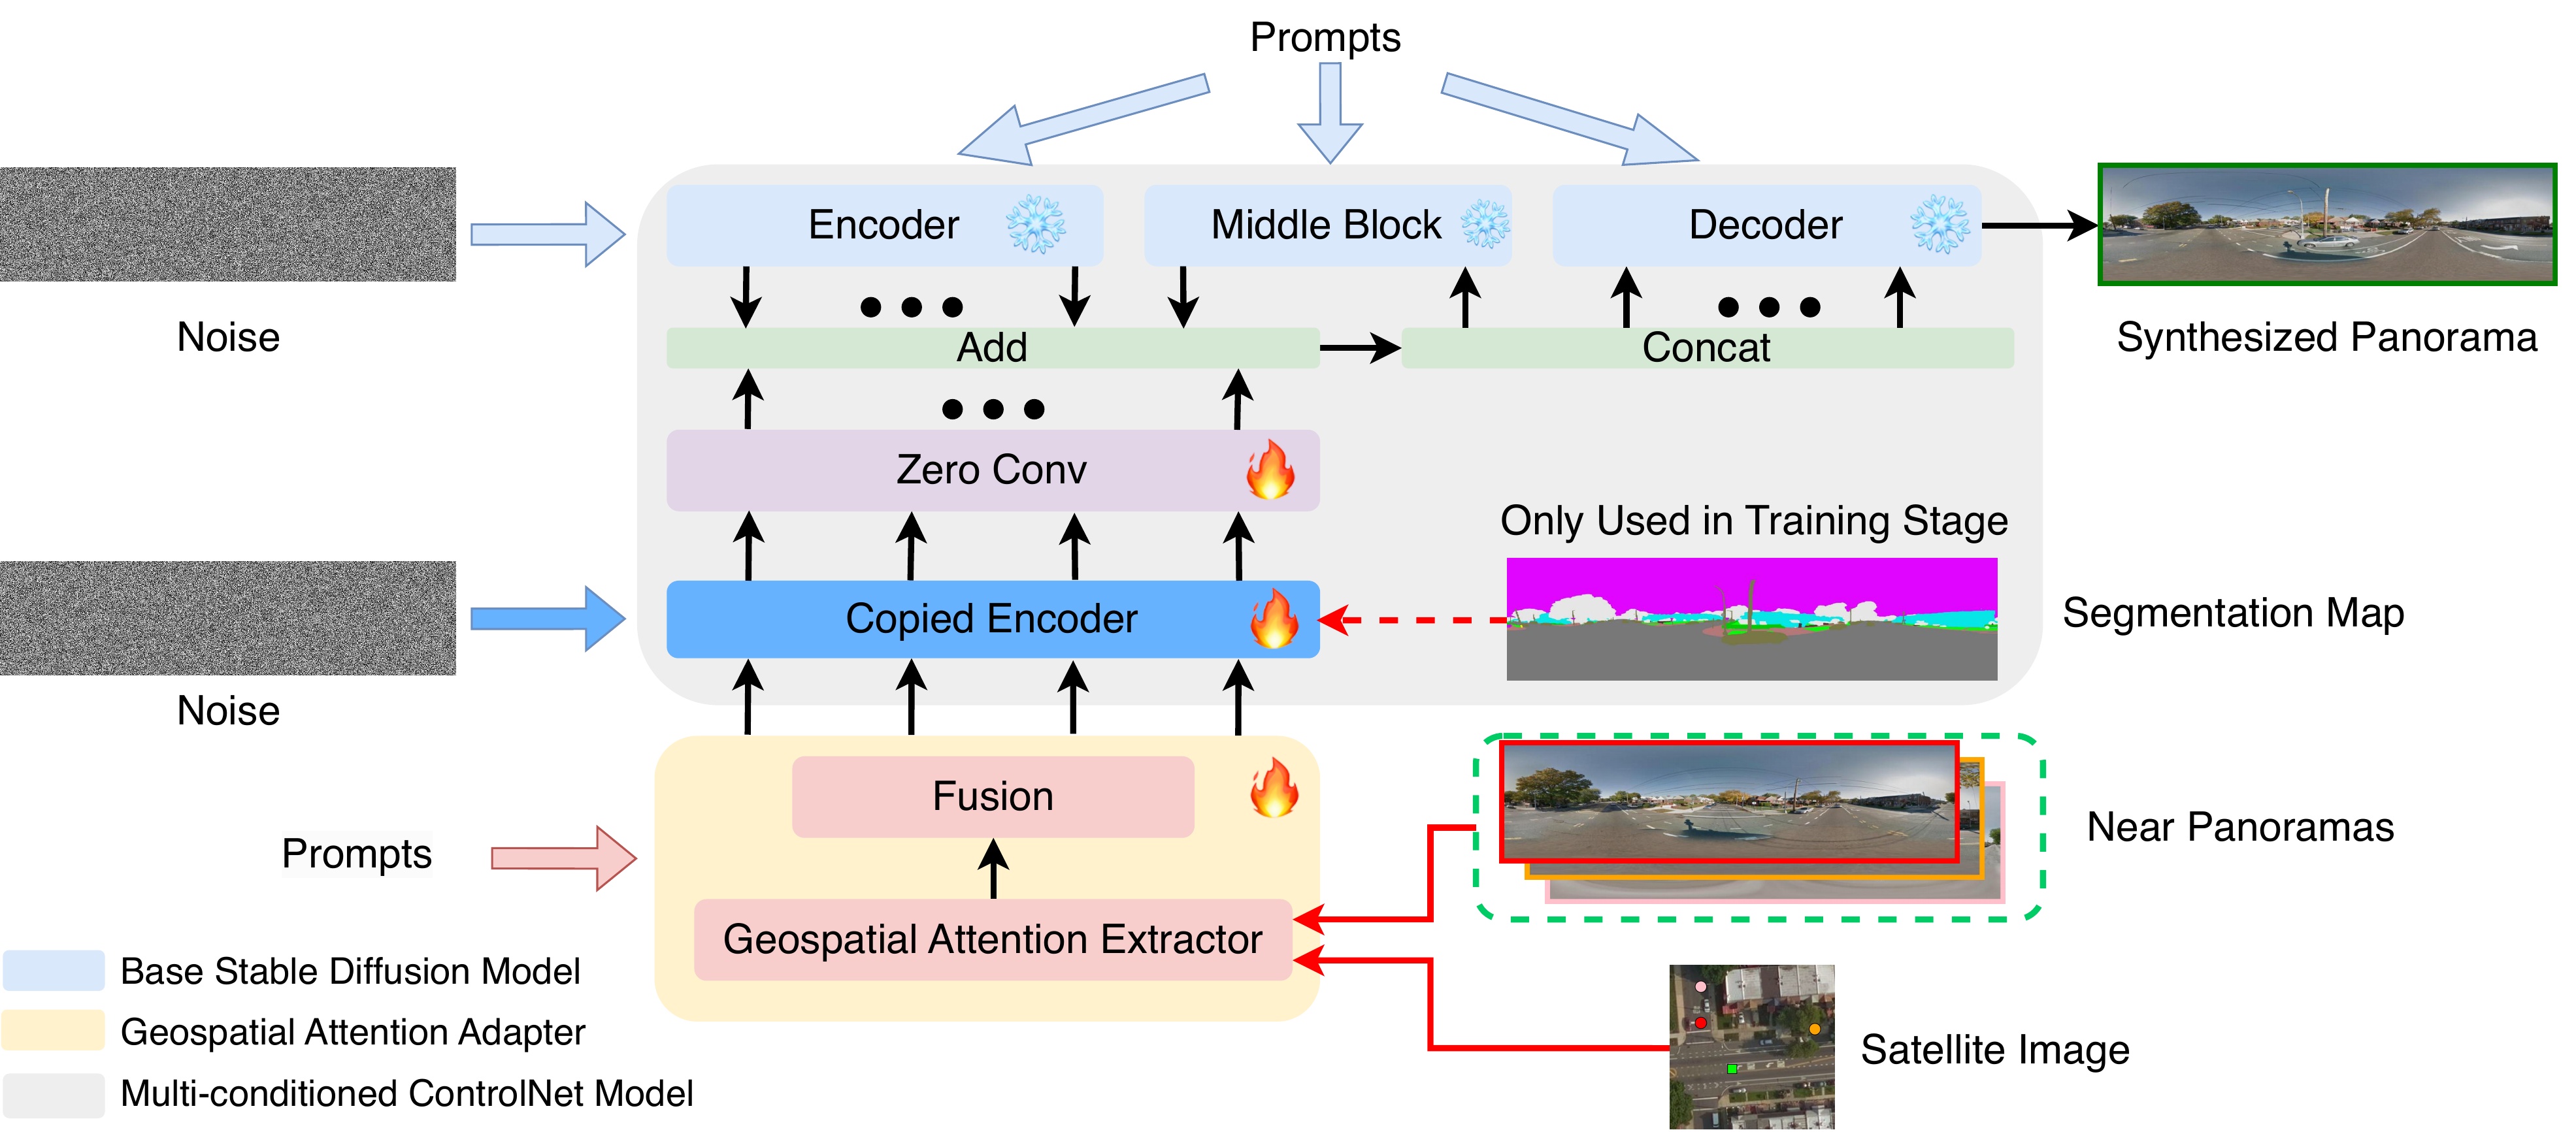 Prompts
Encoder
Middle Block
Decoder
Noise
Add
Concat
Synthesized Panorama
Zero Conv
Only Used in Training Stage
Copied Encoder
Segmentation Map
Noise
Fusion
Prompts
Near Panoramas
Geospatial Attention Extractor
Base Stable Diffusion Model
Geospatial Attention Adapter
Satellite Image
Multi-conditioned ControlNet Model